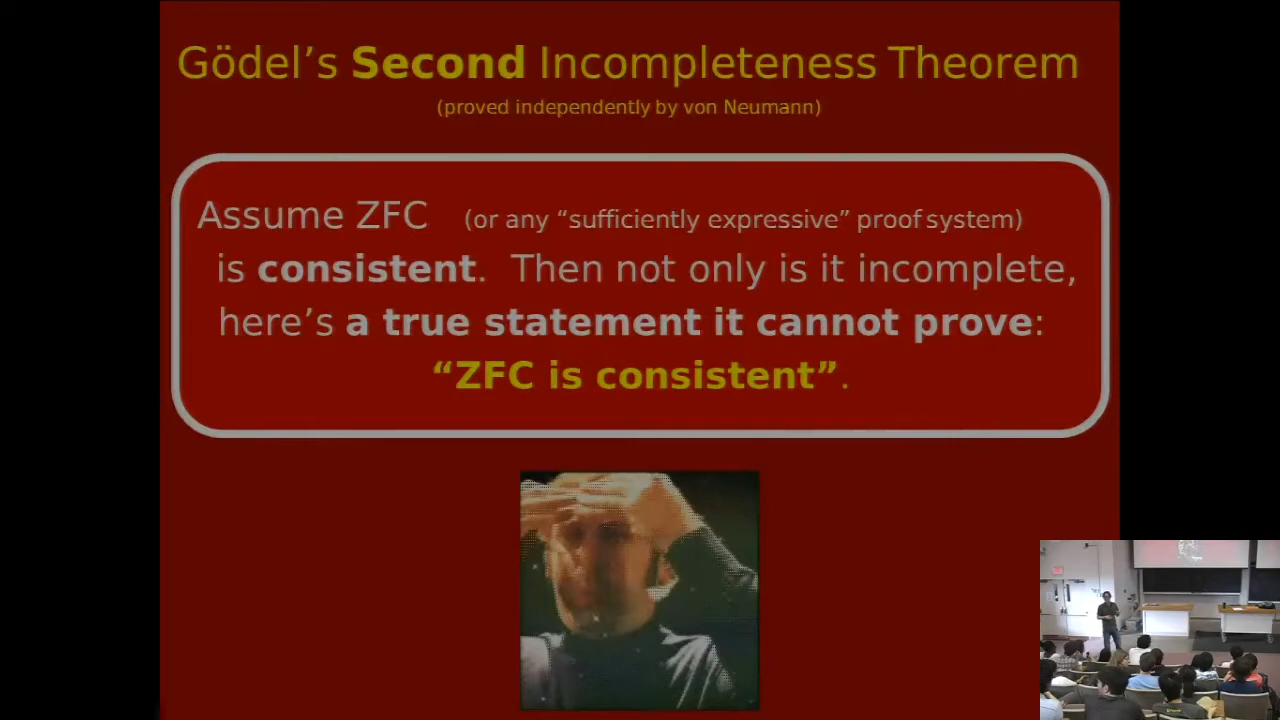 Gödel’s Second Incompleteness Theorem
(proved independently by von Neumann)
Assume ZFC (or any “sufficiently expressive” proof system)
is consistent. Then not only is it incomplete,
here’s a true statement it cannot prove:
“ZFC is consistent”.